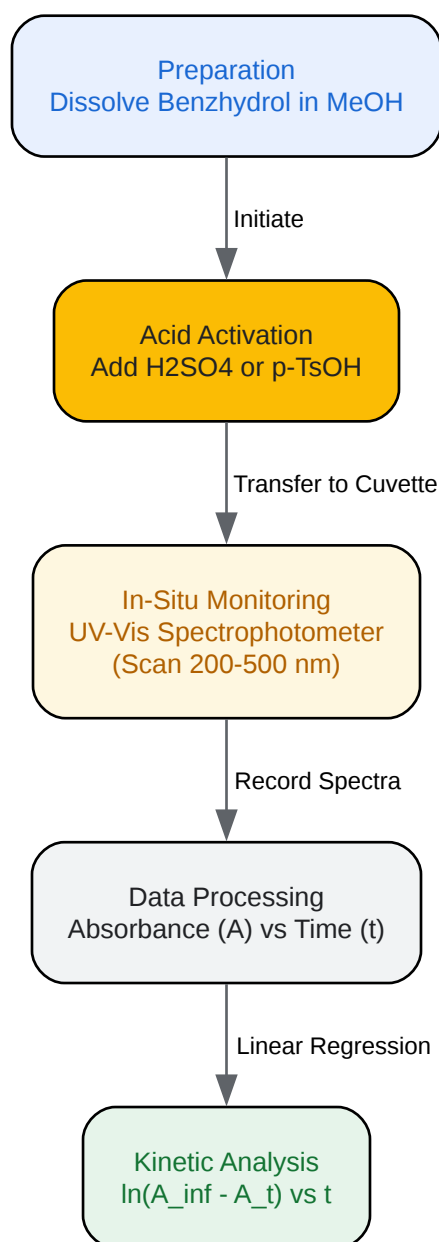 Preparation
Dissolve Benzhydrol in MeOH
Initiate
Acid Activation
Add H2SO4 or p-TsOH
Transfer to Cuvette
In-Situ Monitoring
UV-Vis Spectrophotometer
(Scan 200-500 nm)
Record Spectra
Data Processing
Absorbance (A) vs Time (t)
Linear Regression
Kinetic Analysis
ln(A_inf - A_t) vs t